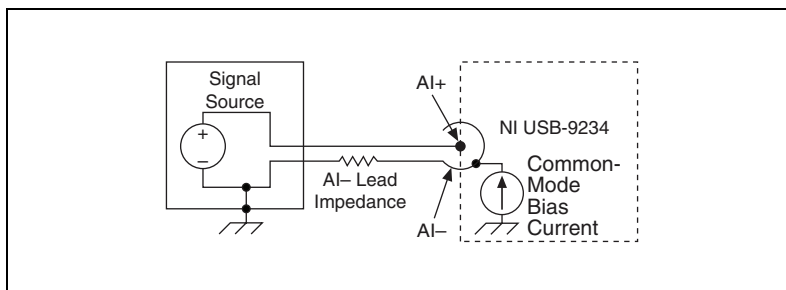 Signal
Source
+
–
AI+
NI USB-9234
AI– Lead
Impedance
Common-
Mode
Bias
Current
AI–